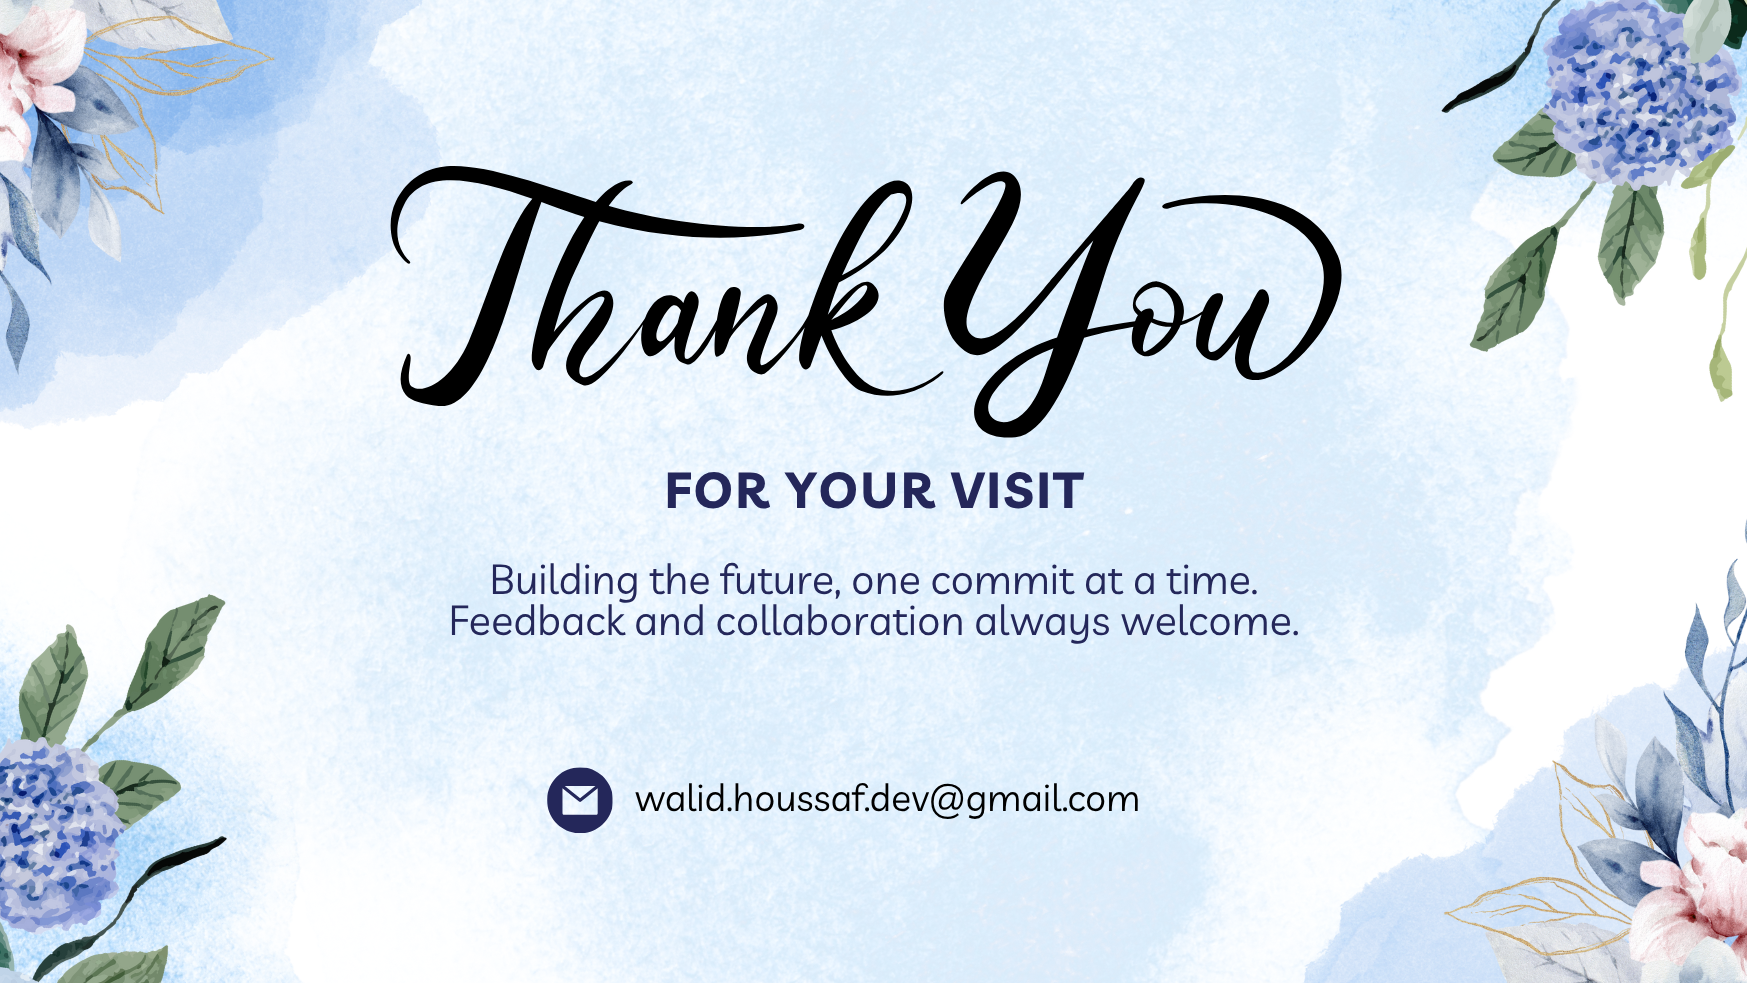 Thank You
FOR YOUR VISIT
Building the future, one commit at a time.
Feedback and collaboration always welcome.
walid.houssaf.dev@gmail.com